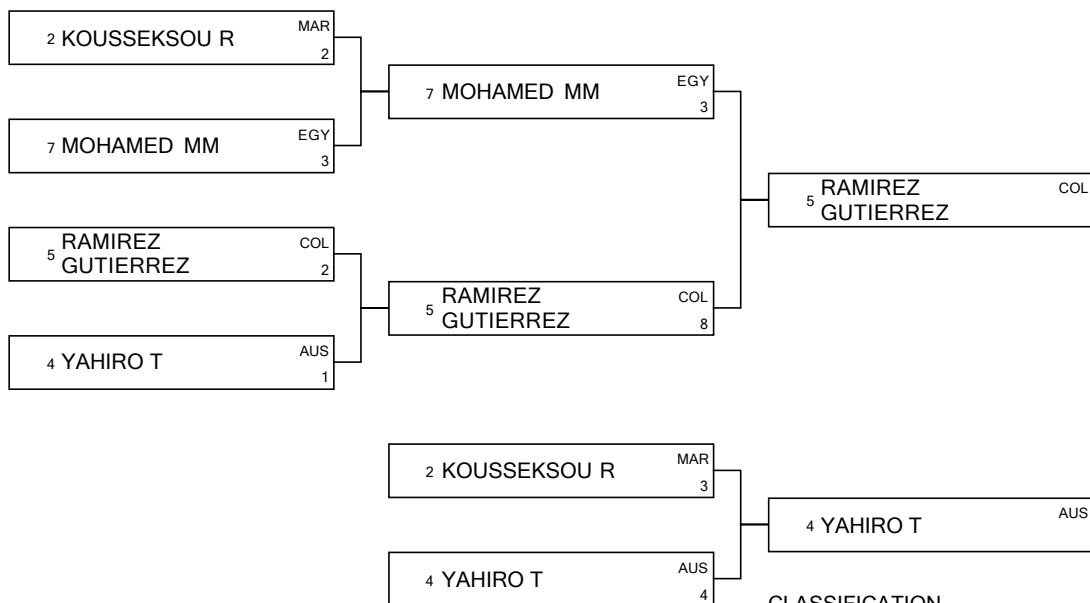 2 KOUSSEKSOU R MAR 2
7 MOHAMED MM EGY 3
5 RAMIREZ GUTIERREZ COL 2
4 YAHIRO T AUS 1
7 MOHAMED MM EGY 3
5 RAMIREZ GUTIERREZ COL 8
5 RAMIREZ GUTIERREZ COL
2 KOUSSEKSOU R MAR 3
4 YAHIRO T AUS 4
4 YAHIRO T AUS
CLASSIFICATION